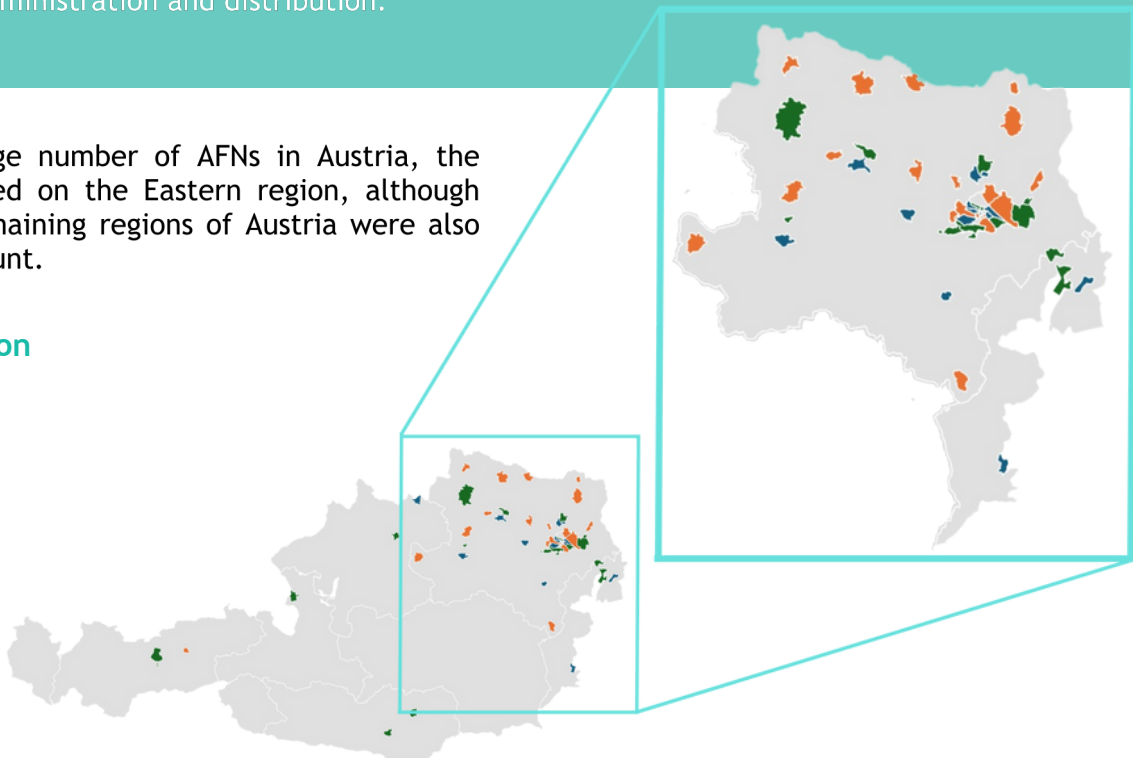 ministration and distribution.
ge number of AFNs in Austria, the
ed on the Eastern region, although
maining regions of Austria were also
unt.
on